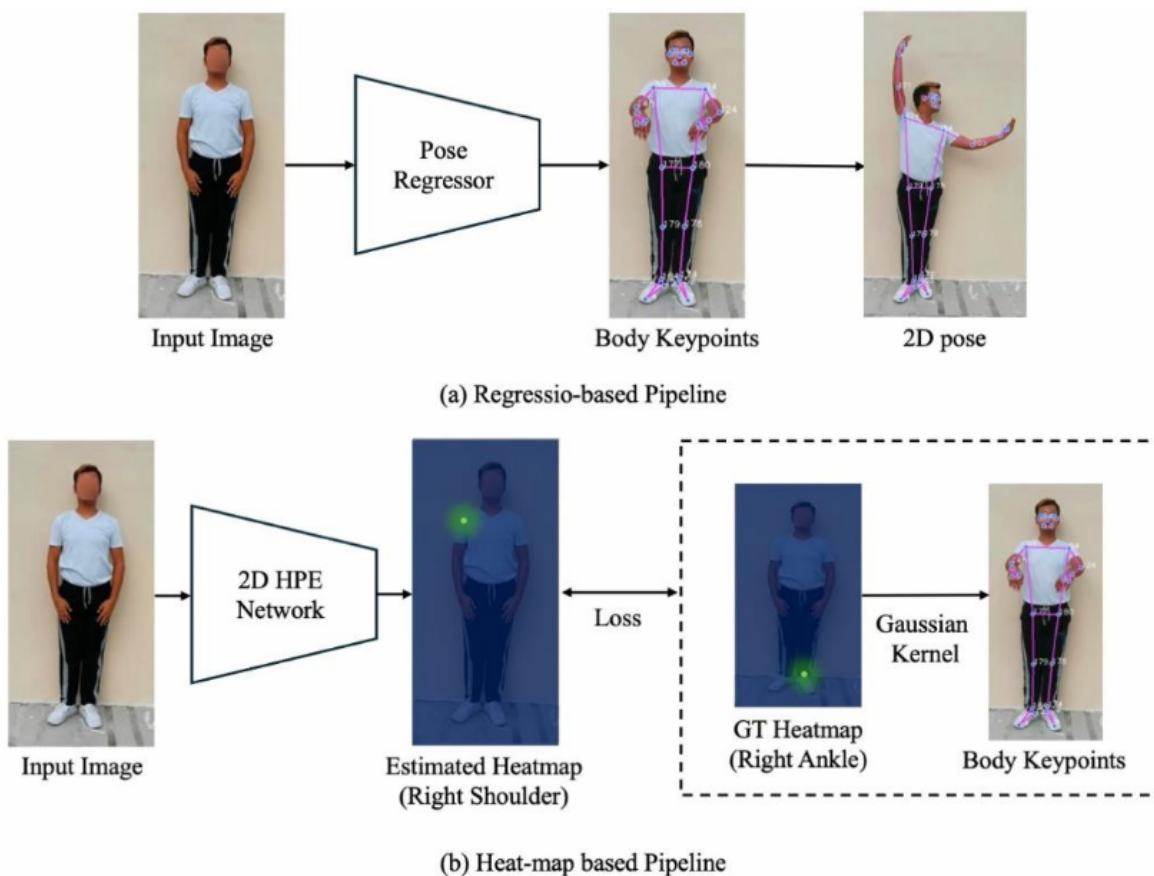 Pose
Regressor
Input Image
Body Keypoints
2D pose
(a) Regressio-based Pipeline
2D HPE
Network
Loss
Gaussian
Kernel
Input Image
Estimated Heatmap
(Right Shoulder)
GT Heatmap
(Right Ankle)
Body Keypoints
(b) Heat-map based Pipeline